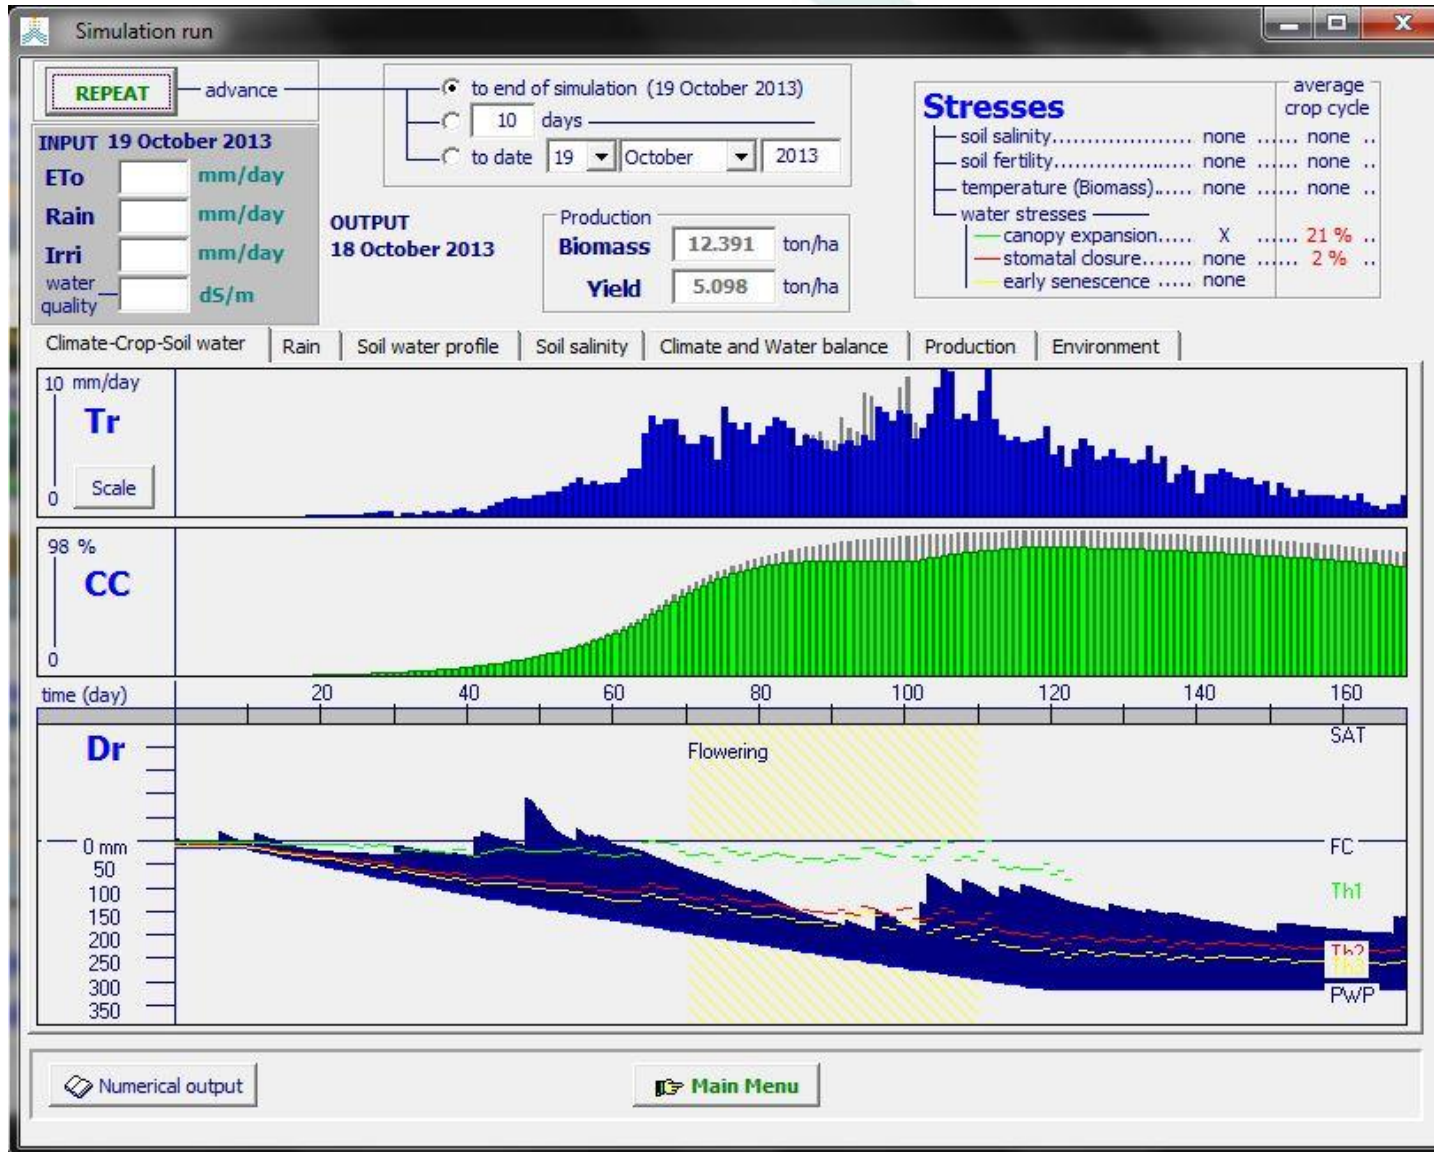 Simulation run
REPEAT advance to end of simulation (19 October 2013)
10 days
to date 19 October 2013
INPUT 19 October 2013
ETo mm/day
Rain mm/day
Irri mm/day
water quality dS/m
OUTPUT
18 October 2013
Production
Biomass 12.391 ton/ha
Yield 5.098 ton/ha
Stresses average crop cycle
soil salinity................... none ...... none ..
soil fertility................... none ...... none ..
temperature (Biomass)...... none ...... none ..
water stresses
canopy expansion..... X ...... 21 % ..
stomatal closure....... none ...... 2 % ..
early senescence ..... none
Climate-Crop-Soil water Rain Soil water profile Soil salinity Climate and Water balance Production Environment
10 mm/day
Tr
0 Scale
98 %
CC
0
time (day) 20 40 60 80 100 120 140 160
Dr SAT
Flowering
0 mm FC
50
100 Th1
150
200
250 Th2
Th3
300 PWP
350
Numerical output Main Menu